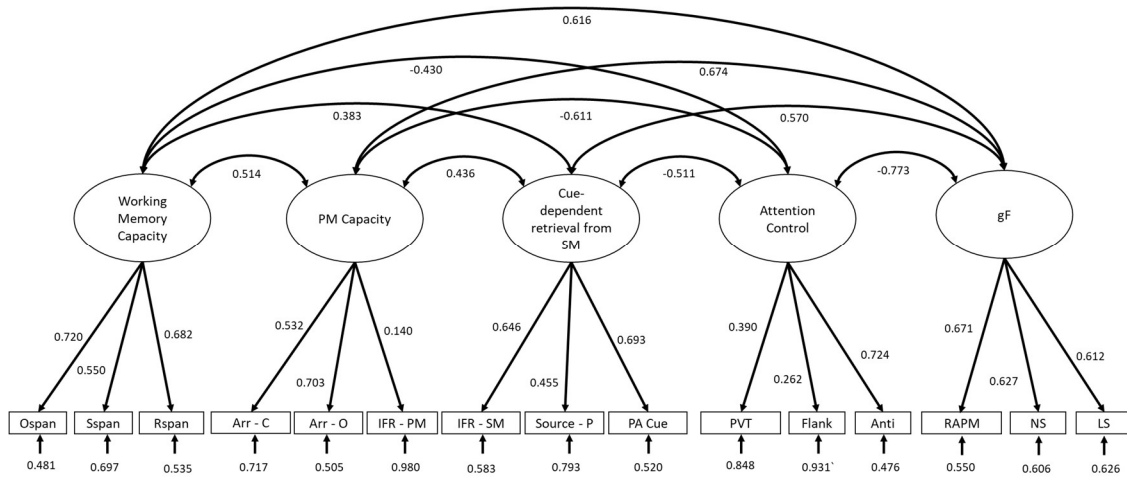 0.616
-0.430
0.674
0.383
-0.611
0.570
0.514
0.436
-0.511
-0.773
Working
Memory
Capacity
PM Capacity
Cue-
dependent
retrieval from
SM
Attention
Control
gF
0.720
0.550
0.682
0.532
0.703
0.140
0.646
0.455
0.693
0.390
0.262
0.724
0.671
0.627
0.612
Ospan
Sspan
Rspan
Arr - C
Arr - O
IFR - PM
IFR - SM
Source - P
PA Cue
PVT
Flank
Anti
RAPM
NS
LS
0.481
0.697
0.535
0.717
0.505
0.980
0.583
0.793
0.520
0.848
0.931`
0.476
0.550
0.606
0.626